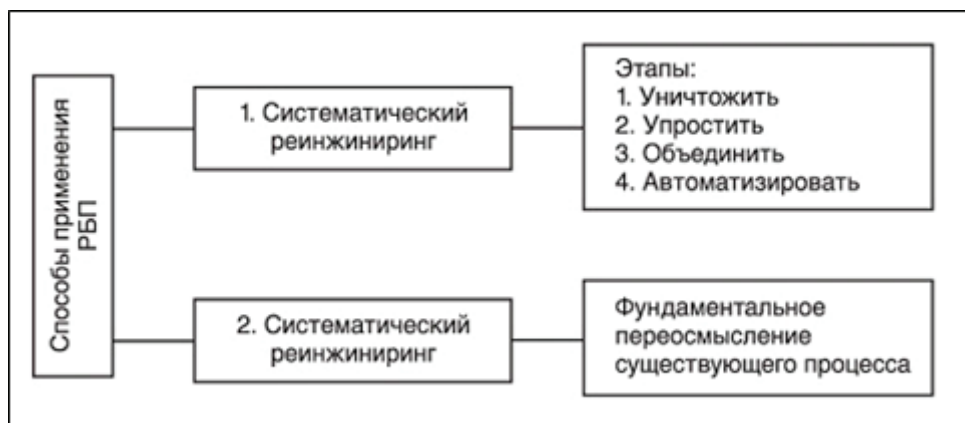 Способы применения
РБП
1. Систематический
реинжиниринг
Этапы:
1. Уничтожить
2. Упростить
3. Объединить
4. Автоматизировать
2. Систематический
реинжиниринг
Фундаментальное
переосмысление
существующего процесса